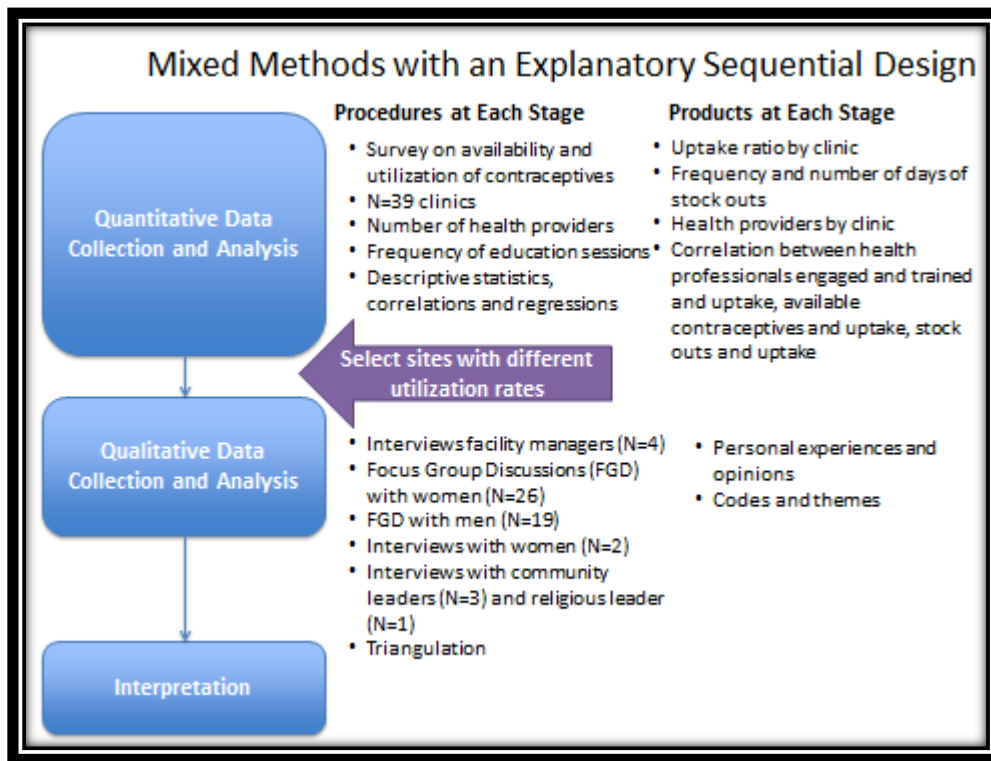 Mixed Methods with an Explanatory Sequential Design
Procedures at Each Stage
Products at Each Stage
Quantitative Data
Collection and Analysis
• Survey on availability and
utilization of contraceptives
• N=39 clinics
• Number of health providers
• Frequency of education sessions
• Descriptive statistics,
correlations and regressions
• Uptake ratio by clinic
• Frequency and number of days of
stock outs
• Health providers by clinic
• Correlation between health
professionals engaged and trained
and uptake, available
contraceptives and uptake, stock
outs and uptake
Select sites with different
utilization rates
Qualitative Data
Collection and Analysis
• Interviews facility managers (N=4)
• Focus Group Discussions (FGD)
with women (N=26)
• FGD with men (N=19)
• Interviews with women (N=2)
• Interviews with community
leaders (N=3) and religious leader
(N=1)
• Triangulation
• Personal experiences and
opinions
• Codes and themes
Interpretation